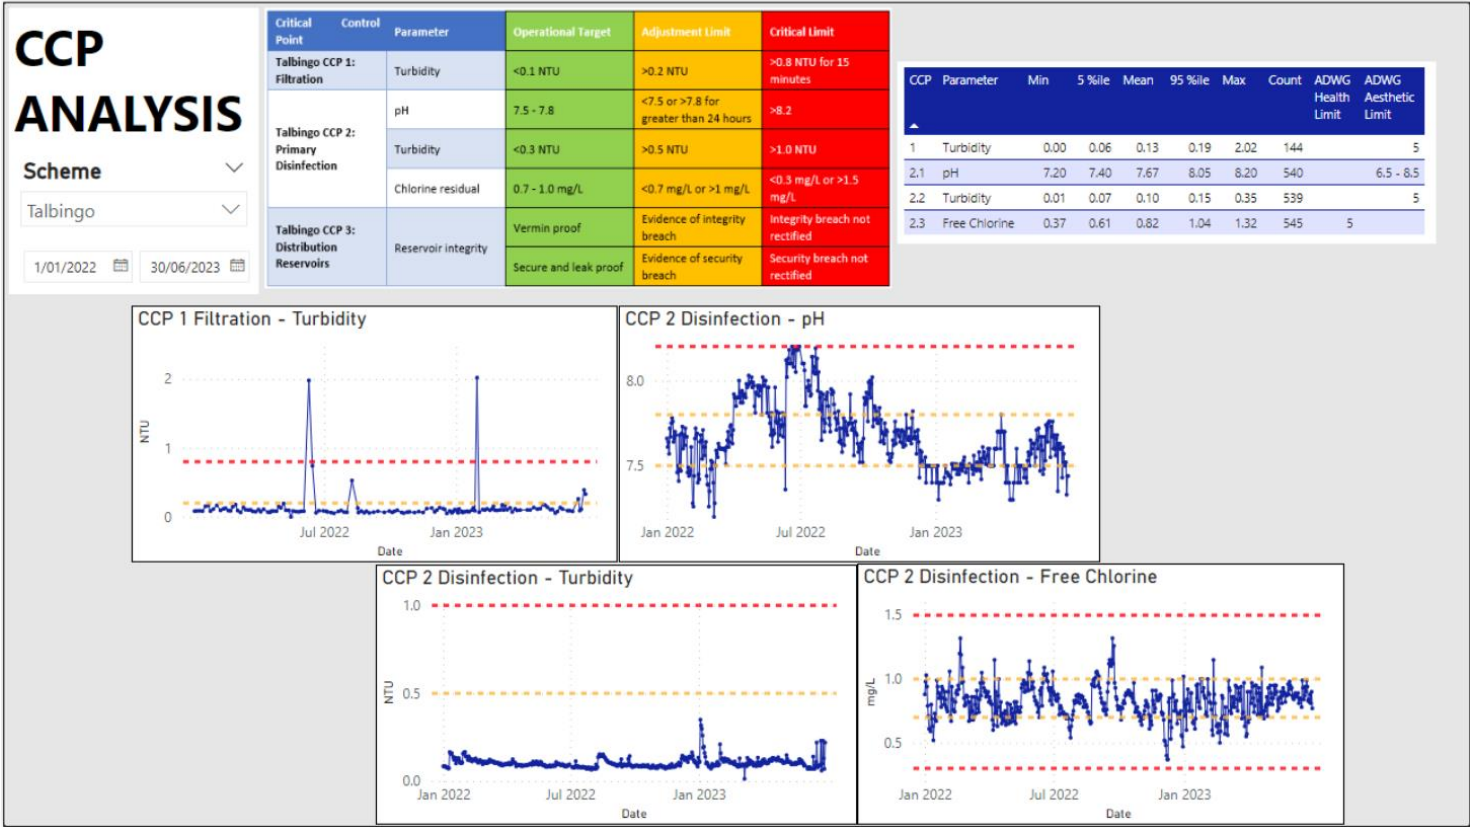 CCP
ANALYSIS
Scheme
Talbingo
1/01/2022
30/06/2023
Critical Control
Point
Parameter
Operational Target
Adjustment Limit
Critical Limit
Talbingo CCP 1:
Filtration
Turbidity
<0.1 NTU
>0.2 NTU
>0.8 NTU for 15
minutes
Talbingo CCP 2:
Primary
Disinfection
pH
7.5 - 7.8
<7.5 or >7.8 for
greater than 24 hours
>8.2
Turbidity
<0.3 NTU
>0.5 NTU
>1.0 NTU
Chlorine residual
0.7 - 1.0 mg/L
<0.7 mg/L or >1 mg/L
<0.3 mg/L or >1.5
mg/L
Talbingo CCP 3:
Distribution
Reservoirs
Reservoir integrity
Vermin proof
Evidence of integrity
breach
Integrity breach not
rectified
Secure and leak proof
Evidence of security
breach
Security breach not
rectified
CCP Parameter Min 5 %ile Mean 95 %ile Max Count ADWG ADWG
Health Aesthetic
Limit Limit
1 Turbidity 0.00 0.06 0.13 0.19 2.02 144 5
2.1 pH 7.20 7.40 7.67 8.05 8.20 540 6.5 - 8.5
2.2 Turbidity 0.01 0.07 0.10 0.15 0.35 539 5
2.3 Free Chlorine 0.37 0.61 0.82 1.04 1.32 545 5
CCP 1 Filtration - Turbidity
2
1
0
NTU
Jul 2022 Jan 2023
Date
CCP 2 Disinfection - pH
8.0
7.5
Jan 2022 Jul 2022 Jan 2023
Date
CCP 2 Disinfection - Turbidity
1.0
0.5
0.0
NTU
Jan 2022 Jul 2022 Jan 2023
Date
CCP 2 Disinfection - Free Chlorine
1.5
1.0
0.5
mg/L
Jan 2022 Jul 2022 Jan 2023
Date